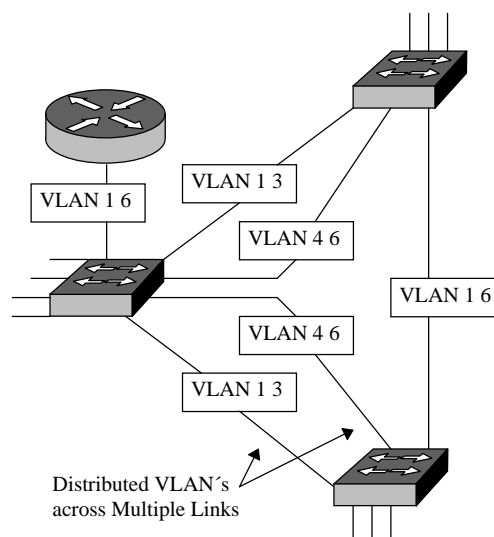 VLAN 1 3
VLAN 1 6
VLAN 4 6
VLAN 1 6
VLAN 4 6
VLAN 1 3
Distributed VLAN´s
across Multiple Links